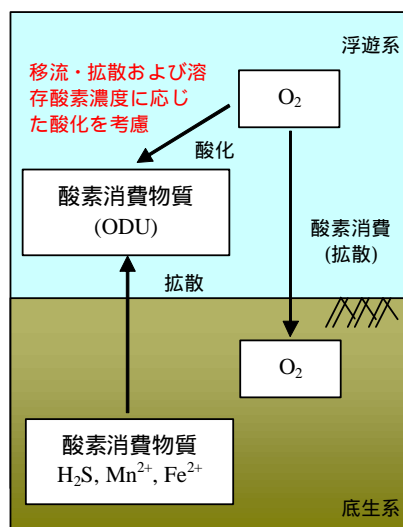 浮遊系
移流・拡散および溶
存酸素濃度に応じ
た酸化を考慮
O₂
酸化
酸素消費物質
(ODU)
酸素消費
(拡散)
拡散
O₂
酸素消費物質
H₂S, Mn²⁺, Fe²⁺
底生系